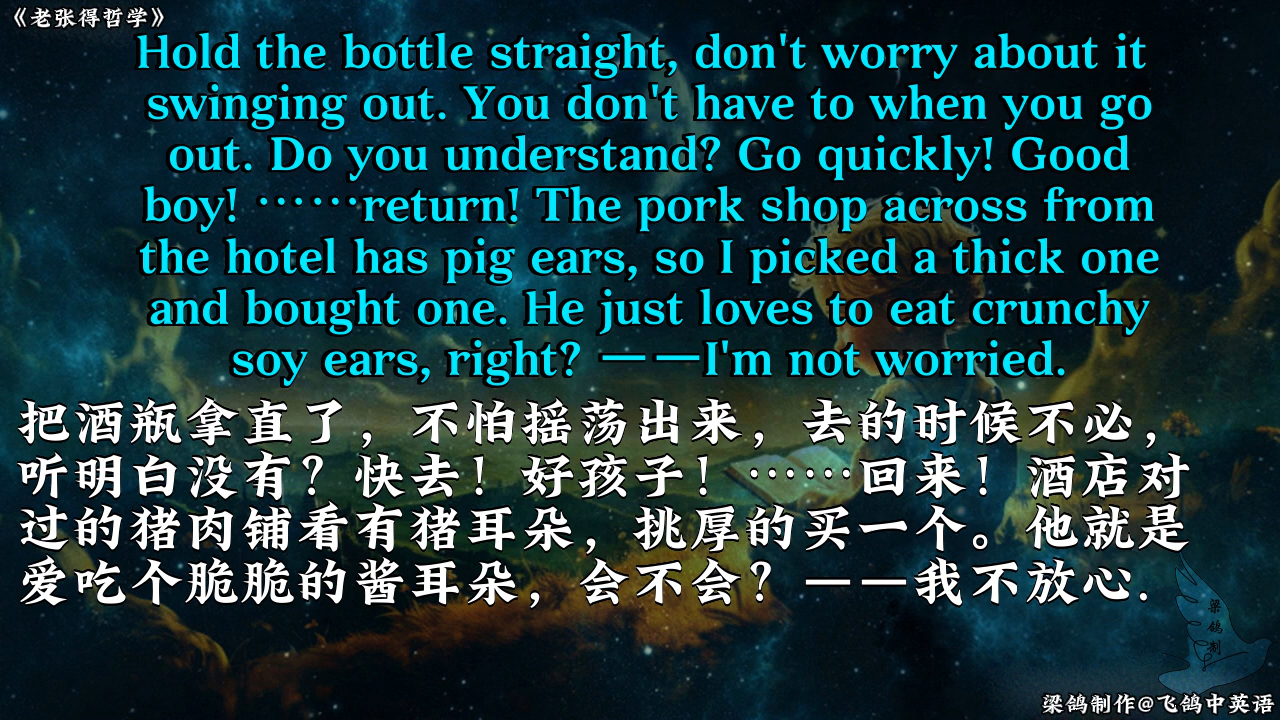 《老张得哲学》
Hold the bottle straight, don't worry about it
swinging out. You don't have to when you go
out. Do you understand? Go quickly! Good
boy! ······return! The pork shop across from
the hotel has pig ears, so I picked a thick one
and bought one. He just loves to eat crunchy
soy ears, right? ——I'm not worried.
把酒瓶拿直了，不怕摇荡出来，去的时候不必，
听明白没有？快去！好孩子！······回来！酒店对
过的猪肉铺看有猪耳朵，挑厚的买一个。他就是
爱吃个脆脆的酱耳朵，会不会？——我不放心.
梁
鸽
制
梁鸽制作@飞鸽中英语